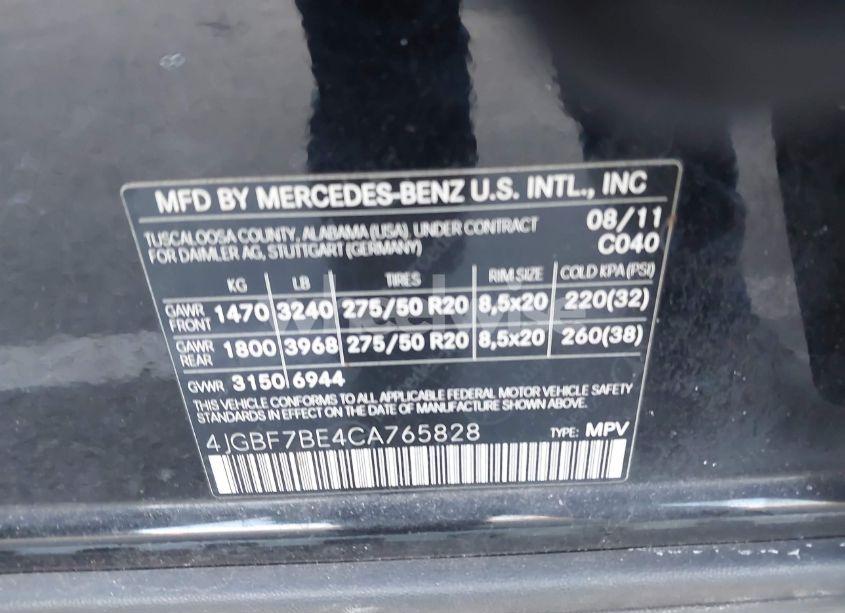 MFD BY MERCEDES-BENZ U.S. INTL., INC
TUSCALOOSA COUNTY, ALABAMA (USA), UNDER CONTRACT 08/11
FOR DAIMLER AG, STUTTGART (GERMANY) C040
KG LB TIRES RIM SIZE COLD KPA (PSI)
GAWR FRONT 1470 3240 275/50 R20 8,5x20 220(32)
GAWR REAR 1800 3968 275/50 R20 8,5x20 260(38)
GVWR 3150 6944
THIS VEHICLE CONFORMS TO ALL APPLICABLE FEDERAL MOTOR VEHICLE SAFETY
STANDARDS IN EFFECT ON THE DATE OF MANUFACTURE SHOWN ABOVE.
4JGBF7BE4CA765828 TYPE: MPV